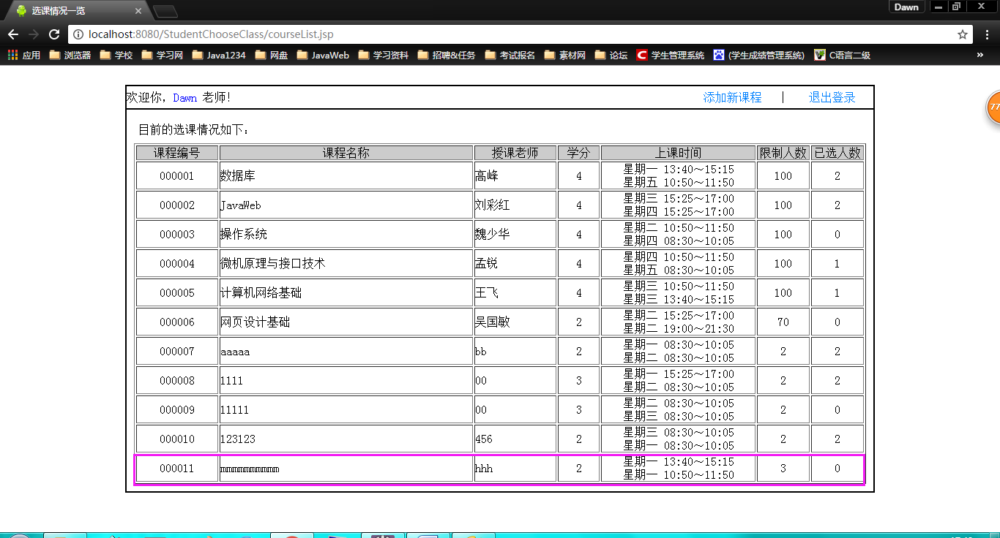 选课情况一览
Dawn
localhost:8080/StudentChooseClass/courseList.jsp
应用 浏览器 学校 学习网 Java1234 网盘 JavaWeb 学习资料 招聘&任务 考试报名 素材网 论坛 学生管理系统 (学生成绩管理系统) C语言二级 »
欢迎你，Dawn 老师！ 添加新课程 | 退出登录
77
目前的选课情况如下：
课程编号 课程名称 授课老师 学分 上课时间 限制人数 已选人数
000001 数据库 高峰 4 星期一 13:40～15:15 100 2
星期五 10:50～11:50
000002 JavaWeb 刘彩红 4 星期三 15:25～17:00 100 2
星期四 15:25～17:00
000003 操作系统 魏少华 4 星期二 10:50～11:50 100 0
星期四 08:30～10:05
000004 微机原理与接口技术 孟锐 4 星期四 10:50～11:50 100 1
星期五 08:30～10:05
000005 计算机网络基础 王飞 4 星期三 10:50～11:50 100 1
星期三 13:40～15:15
000006 网页设计基础 吴国敏 2 星期二 15:25～17:00 70 0
星期二 19:00～21:30
000007 aaaaa bb 2 星期一 08:30～10:05 2 2
星期二 08:30～10:05
000008 1111 00 3 星期一 15:25～17:00 2 2
星期二 08:30～10:05
000009 11111 00 3 星期二 08:30～10:05 2 0
星期三 08:30～10:05
000010 123123 456 2 星期三 08:30～10:05 2 2
星期一 08:30～10:05
000011 mmmmmmmmmm hhh 2 星期一 13:40～15:15 3 0
星期一 10:50～11:50